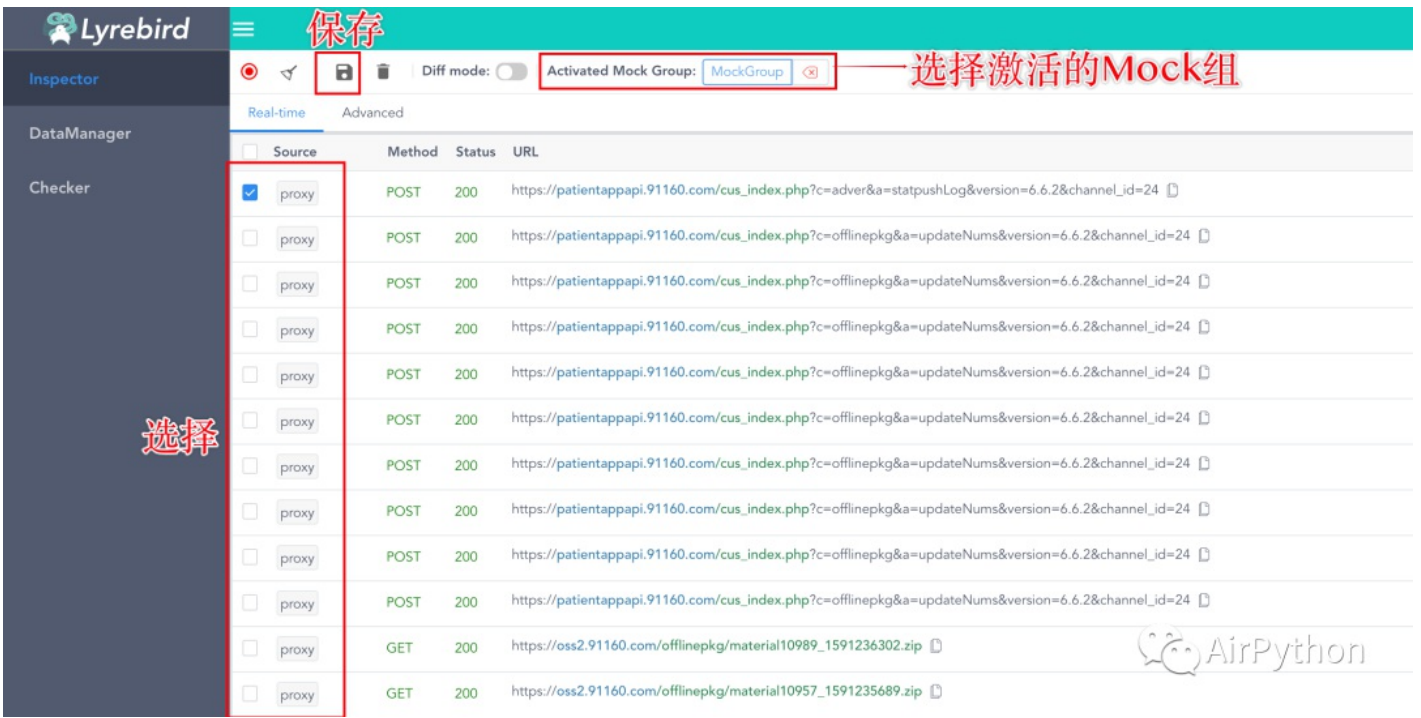 Lyrebird
保存
Inspector
Diff mode:
Activated Mock Group: MockGroup
选择激活的Mock组
Real-time Advanced
DataManager
Source Method Status URL
Checker
proxy POST 200 https://patientappapi.91160.com/cus_index.php?c=adver&a=statpushLog&version=6.6.2&channel_id=24
proxy POST 200 https://patientappapi.91160.com/cus_index.php?c=offlinepkg&a=updateNums&version=6.6.2&channel_id=24
proxy POST 200 https://patientappapi.91160.com/cus_index.php?c=offlinepkg&a=updateNums&version=6.6.2&channel_id=24
proxy POST 200 https://patientappapi.91160.com/cus_index.php?c=offlinepkg&a=updateNums&version=6.6.2&channel_id=24
proxy POST 200 https://patientappapi.91160.com/cus_index.php?c=offlinepkg&a=updateNums&version=6.6.2&channel_id=24
proxy POST 200 https://patientappapi.91160.com/cus_index.php?c=offlinepkg&a=updateNums&version=6.6.2&channel_id=24
选择
proxy POST 200 https://patientappapi.91160.com/cus_index.php?c=offlinepkg&a=updateNums&version=6.6.2&channel_id=24
proxy POST 200 https://patientappapi.91160.com/cus_index.php?c=offlinepkg&a=updateNums&version=6.6.2&channel_id=24
proxy POST 200 https://patientappapi.91160.com/cus_index.php?c=offlinepkg&a=updateNums&version=6.6.2&channel_id=24
proxy POST 200 https://patientappapi.91160.com/cus_index.php?c=offlinepkg&a=updateNums&version=6.6.2&channel_id=24
proxy GET 200 https://oss2.91160.com/offlinepkg/material10989_1591236302.zip
AirPython
proxy GET 200 https://oss2.91160.com/offlinepkg/material10957_1591235689.zip